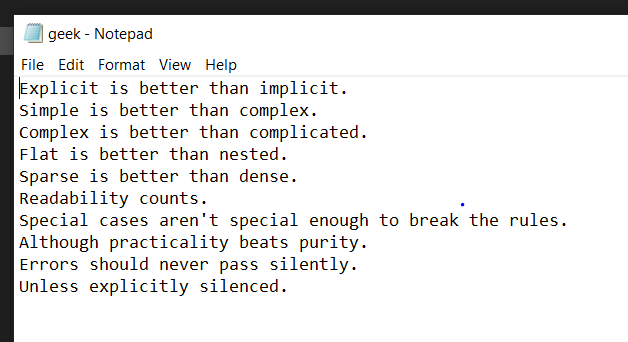 geek - Notepad
File Edit Format View Help
Explicit is better than implicit.
Simple is better than complex.
Complex is better than complicated.
Flat is better than nested.
Sparse is better than dense.
Readability counts.
Special cases aren't special enough to break the rules.
Although practicality beats purity.
Errors should never pass silently.
Unless explicitly silenced.